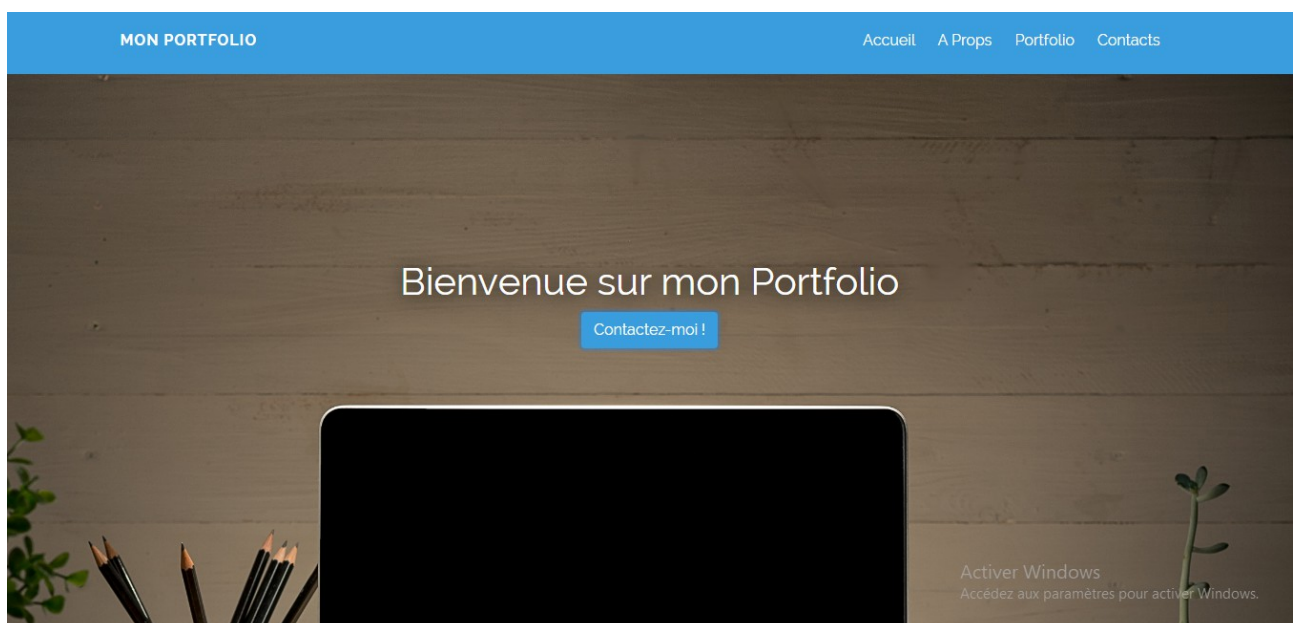 MON PORTFOLIO
Accueil A Props Portfolio Contacts
Bienvenue sur mon Portfolio
Contactez-moi !
Activer Windows
Accédez aux paramètres pour activer Windows.